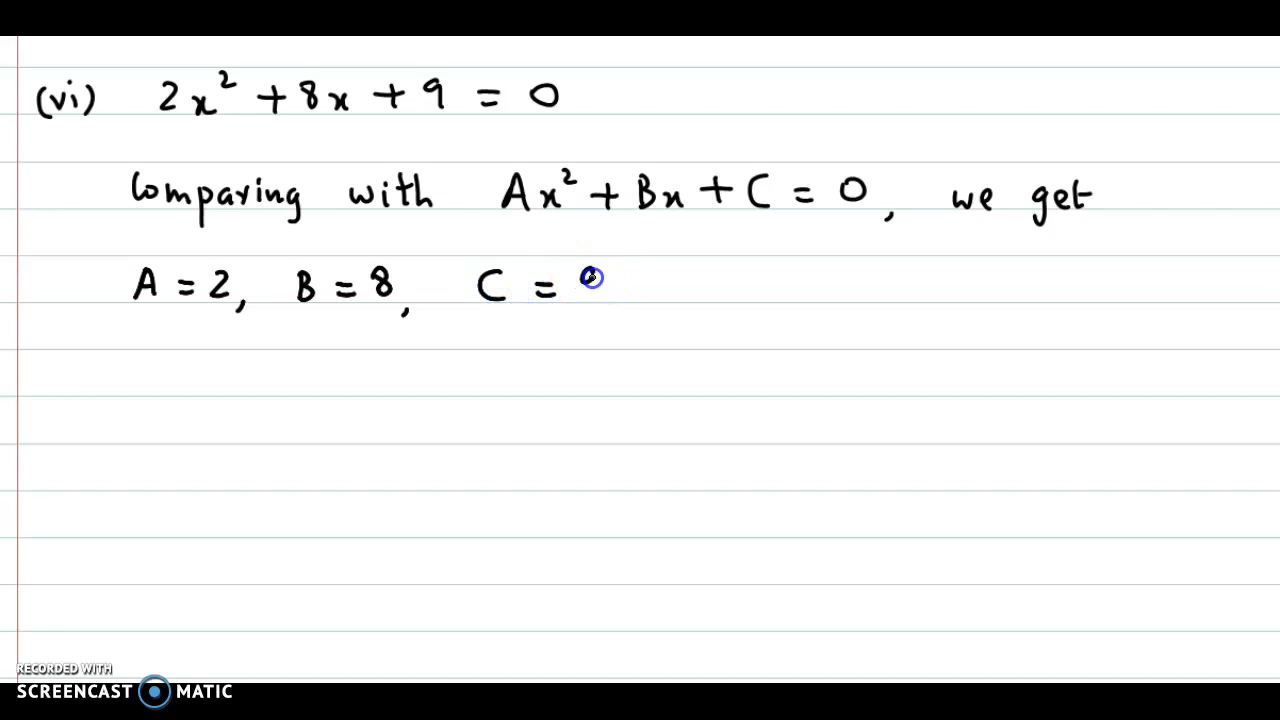 (vi) 2x² + 8x + 9 = 0
Comparing with Ax² + Bx + C = 0, we get
A = 2, B = 8, C =
RECORDED WITH
SCREENCAST MATIC